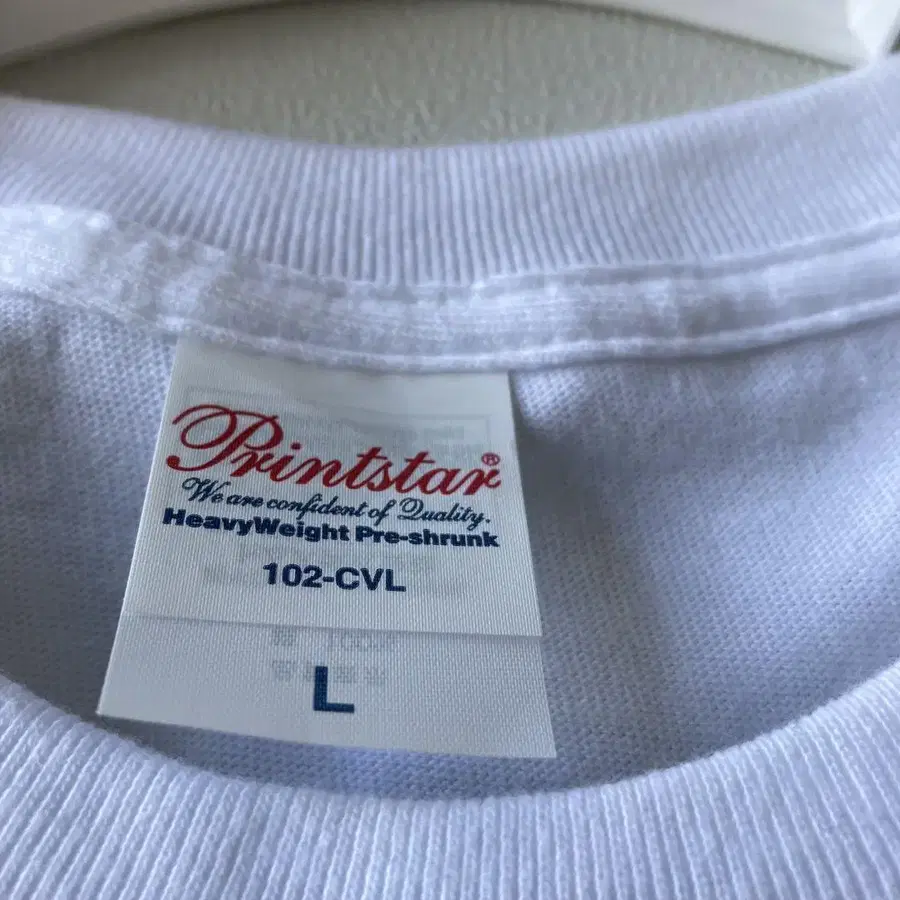 Printstar®
We are confident of Quality.
HeavyWeight Pre-shrunk
102-CVL
L